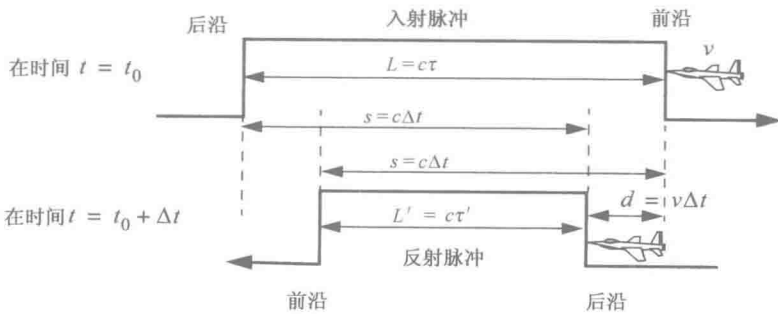 后沿
入射脉冲
前沿
v
在时间 t = t₀
L = cτ
s = cΔt
s = cΔt
d = vΔt
在时间 t = t₀ + Δt
L' = cτ'
反射脉冲
前沿
后沿